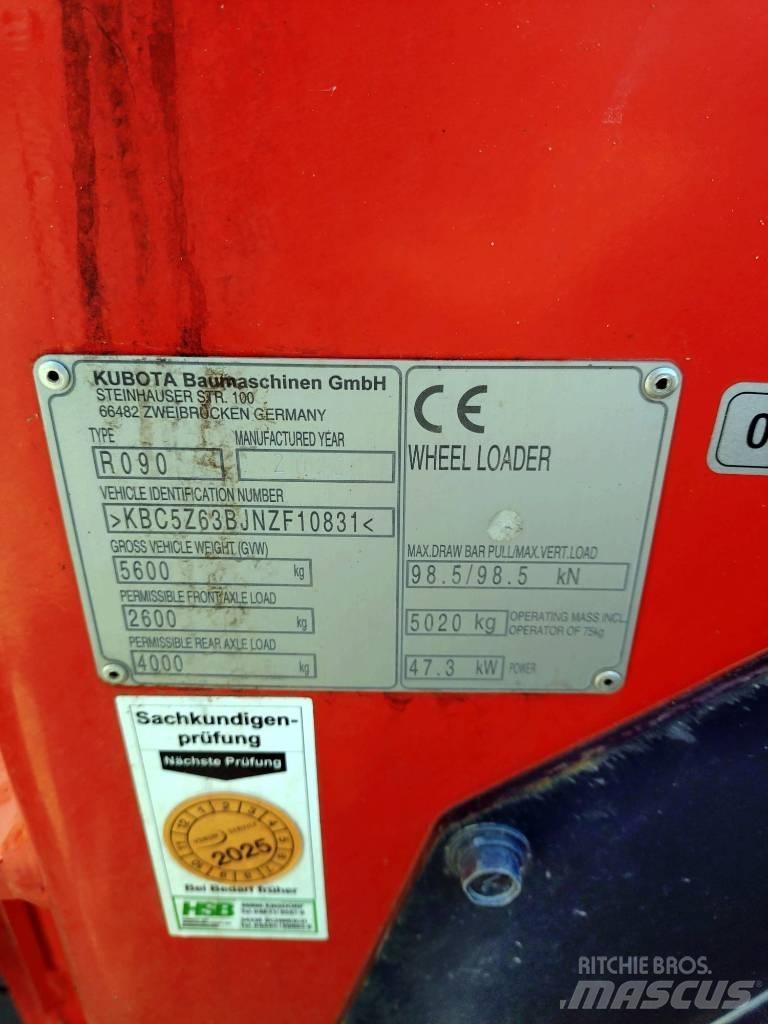 KUBOTA Baumaschinen GmbH
STEINHAUSER STR. 100
66482 ZWEIBRÜCKEN GERMANY
TYPE
MANUFACTURED YEAR
R090
VEHICLE IDENTIFICATION NUMBER
>KBC5Z63BJNZF10831<
GROSS VEHICLE WEIGHT (GVW)
5600 kg
PERMISSIBLE FRONT AXLE LOAD
2600 kg
PERMISSIBLE REAR AXLE LOAD
4000 kg
CE
WHEEL LOADER
MAX.DRAW BAR PULL/MAX.VERT.LOAD
98.5/98.5 kN
5020 kg OPERATING MASS INCL.
OPERATOR OF 75kg
47.3 kW POWER
0
Sachkundigen-
prüfung
Nächste Prüfung
2025
Bei Bedarf früher
HSB
RITCHIE BROS.
MASCUS